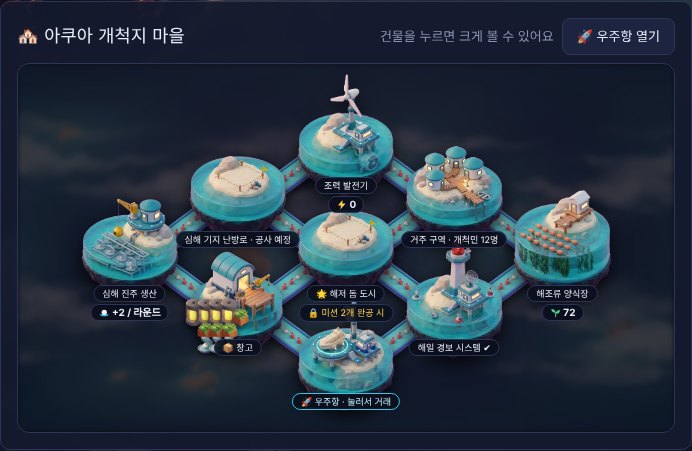 🏘️ 아쿠아 개척지 마을
건물을 누르면 크게 볼 수 있어요
🚀 우주항 열기
조력 발전기
⚡ 0
심해 기지 난방로 · 공사 예정
거주 구역 · 개척민 12명
심해 진주 생산
+2 / 라운드
🌟 해저 돔 도시
🔒 미션 2개 완공 시
해조류 양식장
🌱 72
📦 창고
해일 경보 시스템 ✔
🚀 우주항 · 눌러서 거래